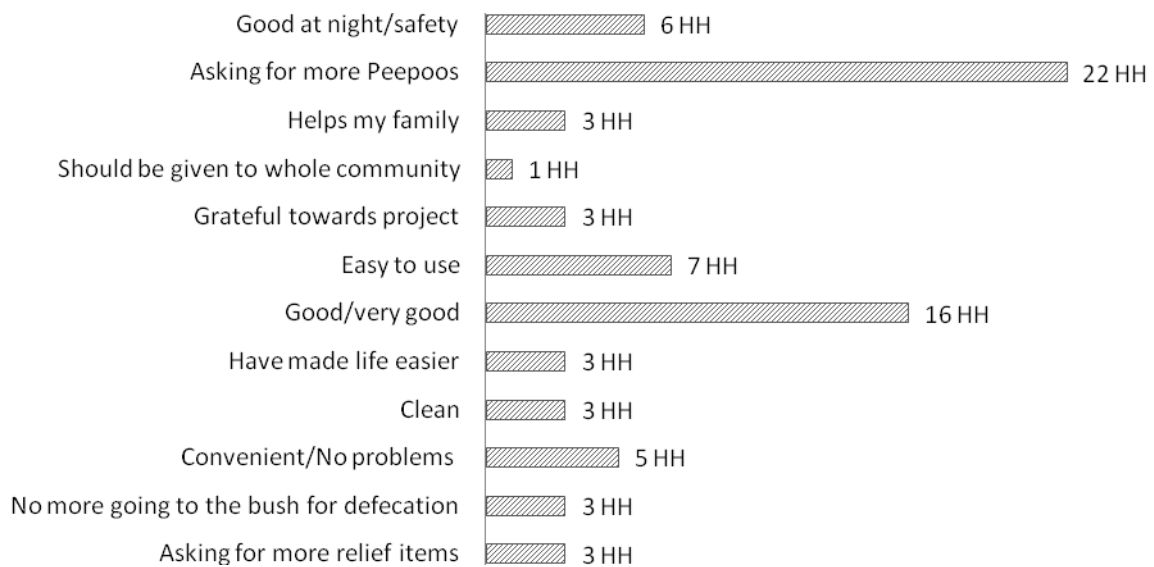 Good at night/safety 6 HH
Asking for more Peepoos 22 HH
Helps my family 3 HH
Should be given to whole community 1 HH
Grateful towards project 3 HH
Easy to use 7 HH
Good/very good 16 HH
Have made life easier 3 HH
Clean 3 HH
Convenient/No problems 5 HH
No more going to the bush for defecation 3 HH
Asking for more relief items 3 HH